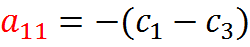 a₁₁ = −(c₁ − c₃)